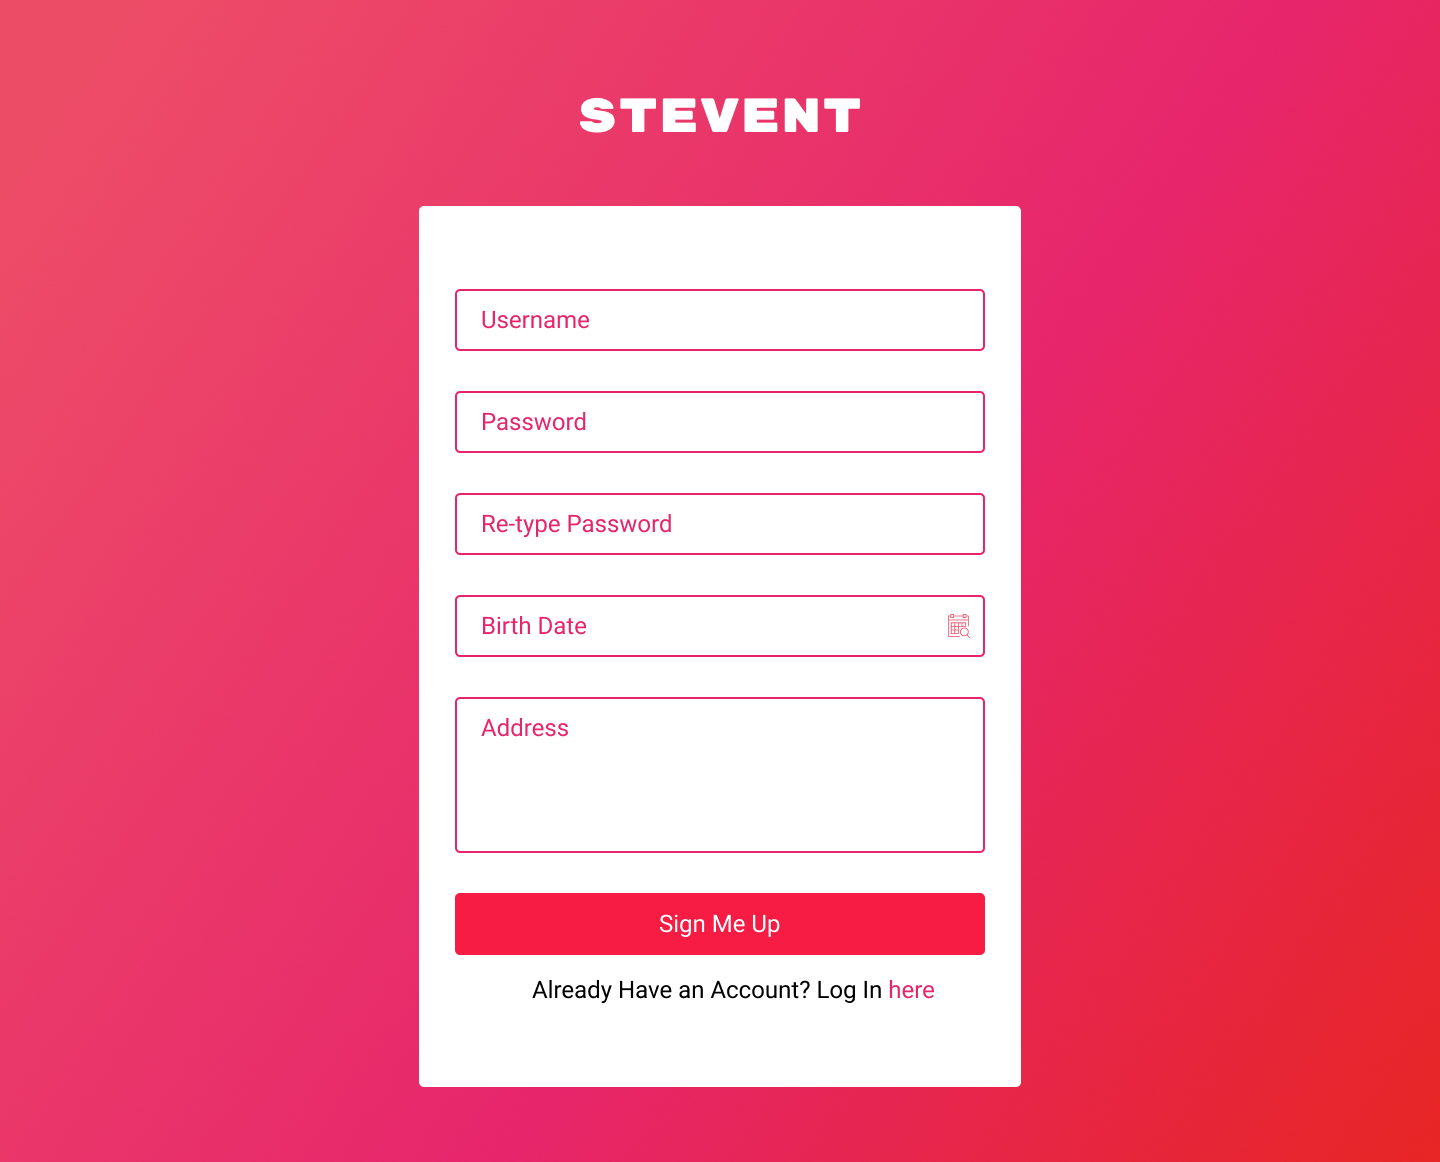 STEVENT
Username
Password
Re-type Password
Birth Date
Address
Sign Me Up
Already Have an Account? Log In here